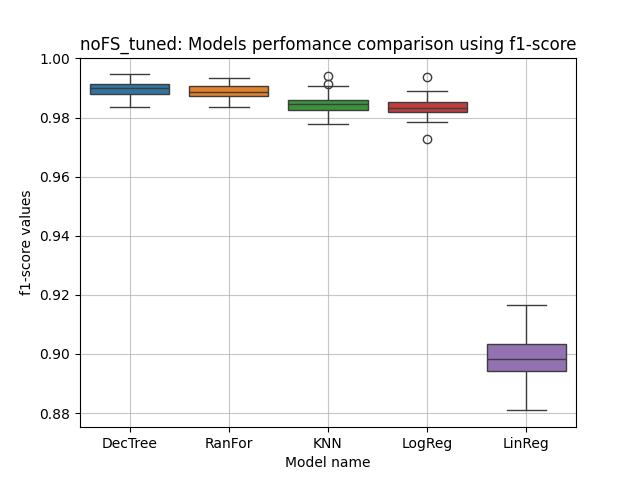 noFS_tuned: Models perfomance comparison using f1-score
1.00
0.98
0.96
0.94
0.92
0.90
0.88
f1-score values
DecTree RanFor KNN LogReg LinReg
Model name